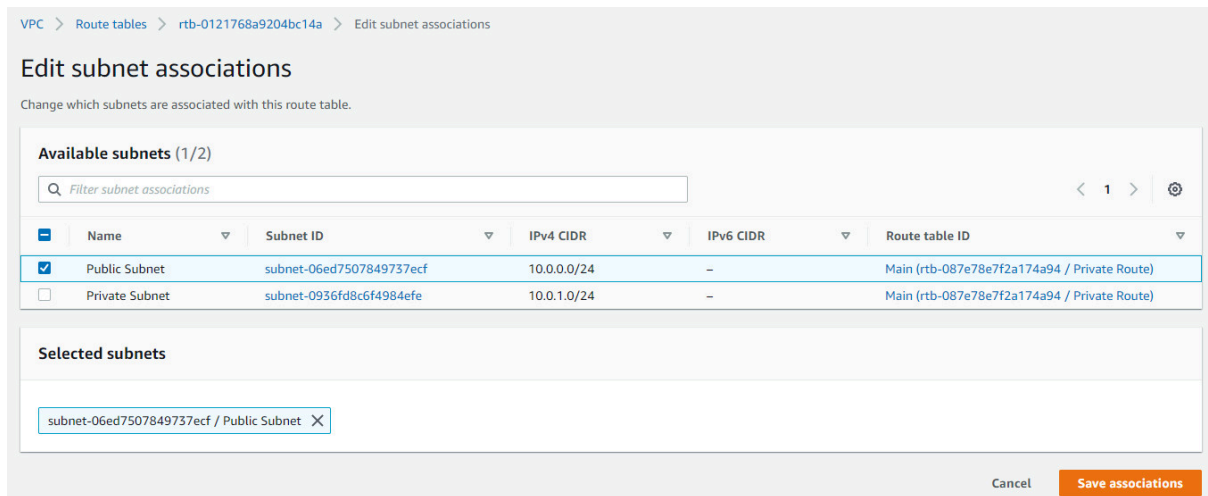 VPC > Route tables > rtb-0121768a9204bc14a > Edit subnet associations
Edit subnet associations
Change which subnets are associated with this route table.
Available subnets (1/2)
Filter subnet associations
< 1 >
Name Subnet ID IPv4 CIDR IPv6 CIDR Route table ID
Public Subnet subnet-06ed7507849737ecf 10.0.0.0/24 – Main (rtb-087e78e7f2a174a94 / Private Route)
Private Subnet subnet-0936fd8c6f4984efe 10.0.1.0/24 – Main (rtb-087e78e7f2a174a94 / Private Route)
Selected subnets
subnet-06ed7507849737ecf / Public Subnet X
Cancel Save associations